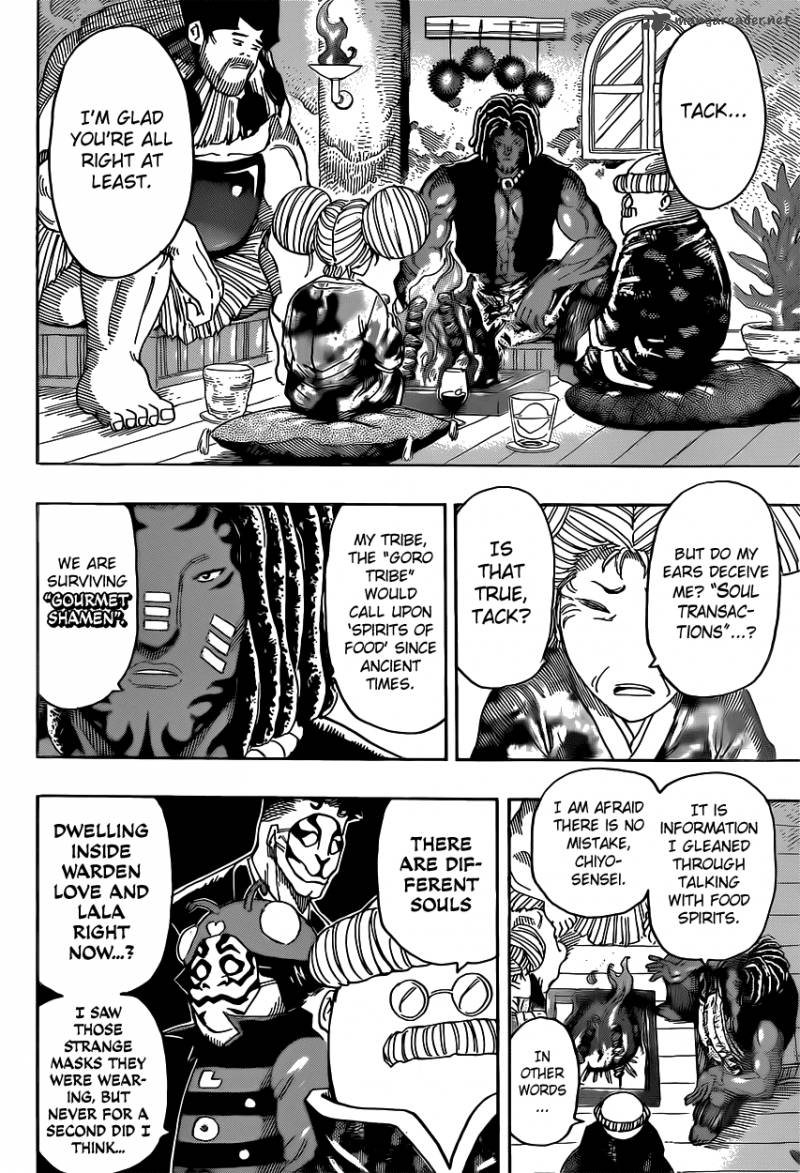 mangareader.net
TACK...
I'M GLAD
YOU'RE ALL
RIGHT AT
LEAST.
BUT DO MY
EARS DECEIVE
ME? "SOUL
TRANSAC-
TIONS"...?
IS
THAT
TRUE,
TACK?
MY TRIBE,
THE "GORO
TRIBE"
WOULD
CALL UPON
'SPIRITS OF
FOOD' SINCE
ANCIENT
TIMES.
WE ARE
SURVIVING
"GOURMET
SHAMEN".
IT IS
INFORMATION
I GLEANED
THROUGH
TALKING
WITH FOOD
SPIRITS.
I AM AFRAID
THERE IS NO
MISTAKE,
CHIYO-
SENSEI.
IN
OTHER
WORDS
...
THERE
ARE DIF-
FERENT
SOULS
DWELLING
INSIDE
WARDEN
LOVE AND
LALA
RIGHT
NOW...?
I SAW
THOSE
STRANGE
MASKS THEY
WERE WEAR-
ING, BUT
NEVER FOR A
SECOND DID I
THINK...